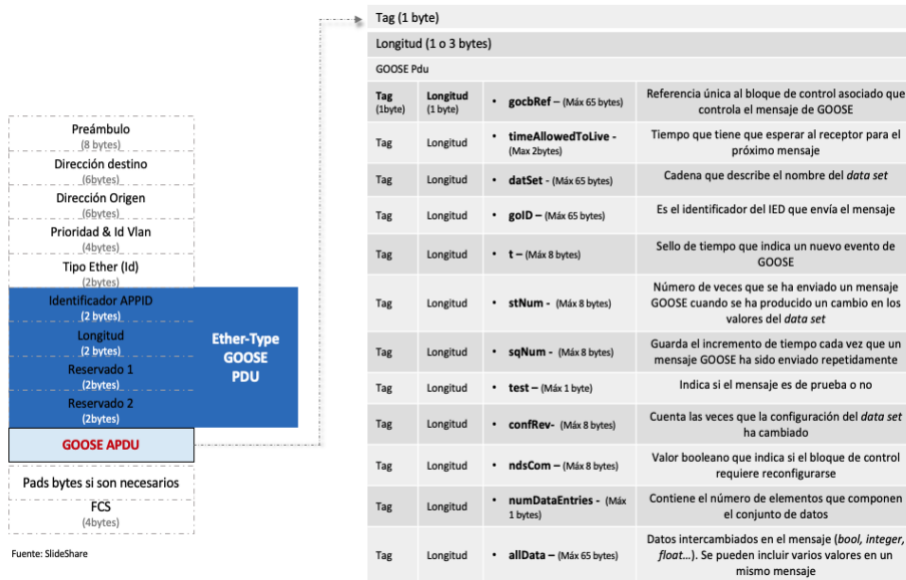 Preámbulo
(8 bytes)
Dirección destino
(6bytes)
Dirección Origen
(6bytes)
Prioridad & Id Vlan
(4bytes)
Tipo Ether (Id)
(2bytes)
Identificador APPID
(2 bytes)
Longitud
(2 bytes)
Reservado 1
(2bytes)
Reservado 2
(2bytes)
Ether-Type
GOOSE
PDU
GOOSE APDU
Pads bytes si son necesarios
FCS
(4bytes)
Fuente: SlideShare
Tag (1 byte)
Longitud (1 o 3 bytes)
GOOSE Pdu
Tag
(1byte)
Longitud
(1 byte)
• gocbRef – (Máx 65 bytes)
Referencia única al bloque de control asociado que
controla el mensaje de GOOSE
Tag
Longitud
• timeAllowedToLive -
(Max 2bytes)
Tiempo que tiene que esperar al receptor para el
próximo mensaje
Tag
Longitud
• datSet - (Máx 65 bytes)
Cadena que describe el nombre del data set
Tag
Longitud
• goID – (Máx 65 bytes)
Es el identificador del IED que envía el mensaje
Tag
Longitud
• t – (Máx 8 bytes)
Sello de tiempo que indica un nuevo evento de
GOOSE
Tag
Longitud
• stNum - (Máx 8 bytes)
Número de veces que se ha enviado un mensaje
GOOSE cuando se ha producido un cambio en los
valores del data set
Tag
Longitud
• sqNum - (Máx 8 bytes)
Guarda el incremento de tiempo cada vez que un
mensaje GOOSE ha sido enviado repetidamente
Tag
Longitud
• test – (Máx 1 byte)
Indica si el mensaje es de prueba o no
Tag
Longitud
• confRev- (Máx 8 bytes)
Cuenta las veces que la configuración del data set
ha cambiado
Tag
Longitud
• ndsCom – (Máx 8 bytes)
Valor booleano que indica si el bloque de control
requiere reconfigurarse
Tag
Longitud
• numDataEntries - (Máx
1 bytes)
Contiene el número de elementos que componen
el conjunto de datos
Tag
Longitud
• allData – (Máx 65 bytes)
Datos intercambiados en el mensaje (bool, integer,
float...). Se pueden incluir varios valores en un
mismo mensaje